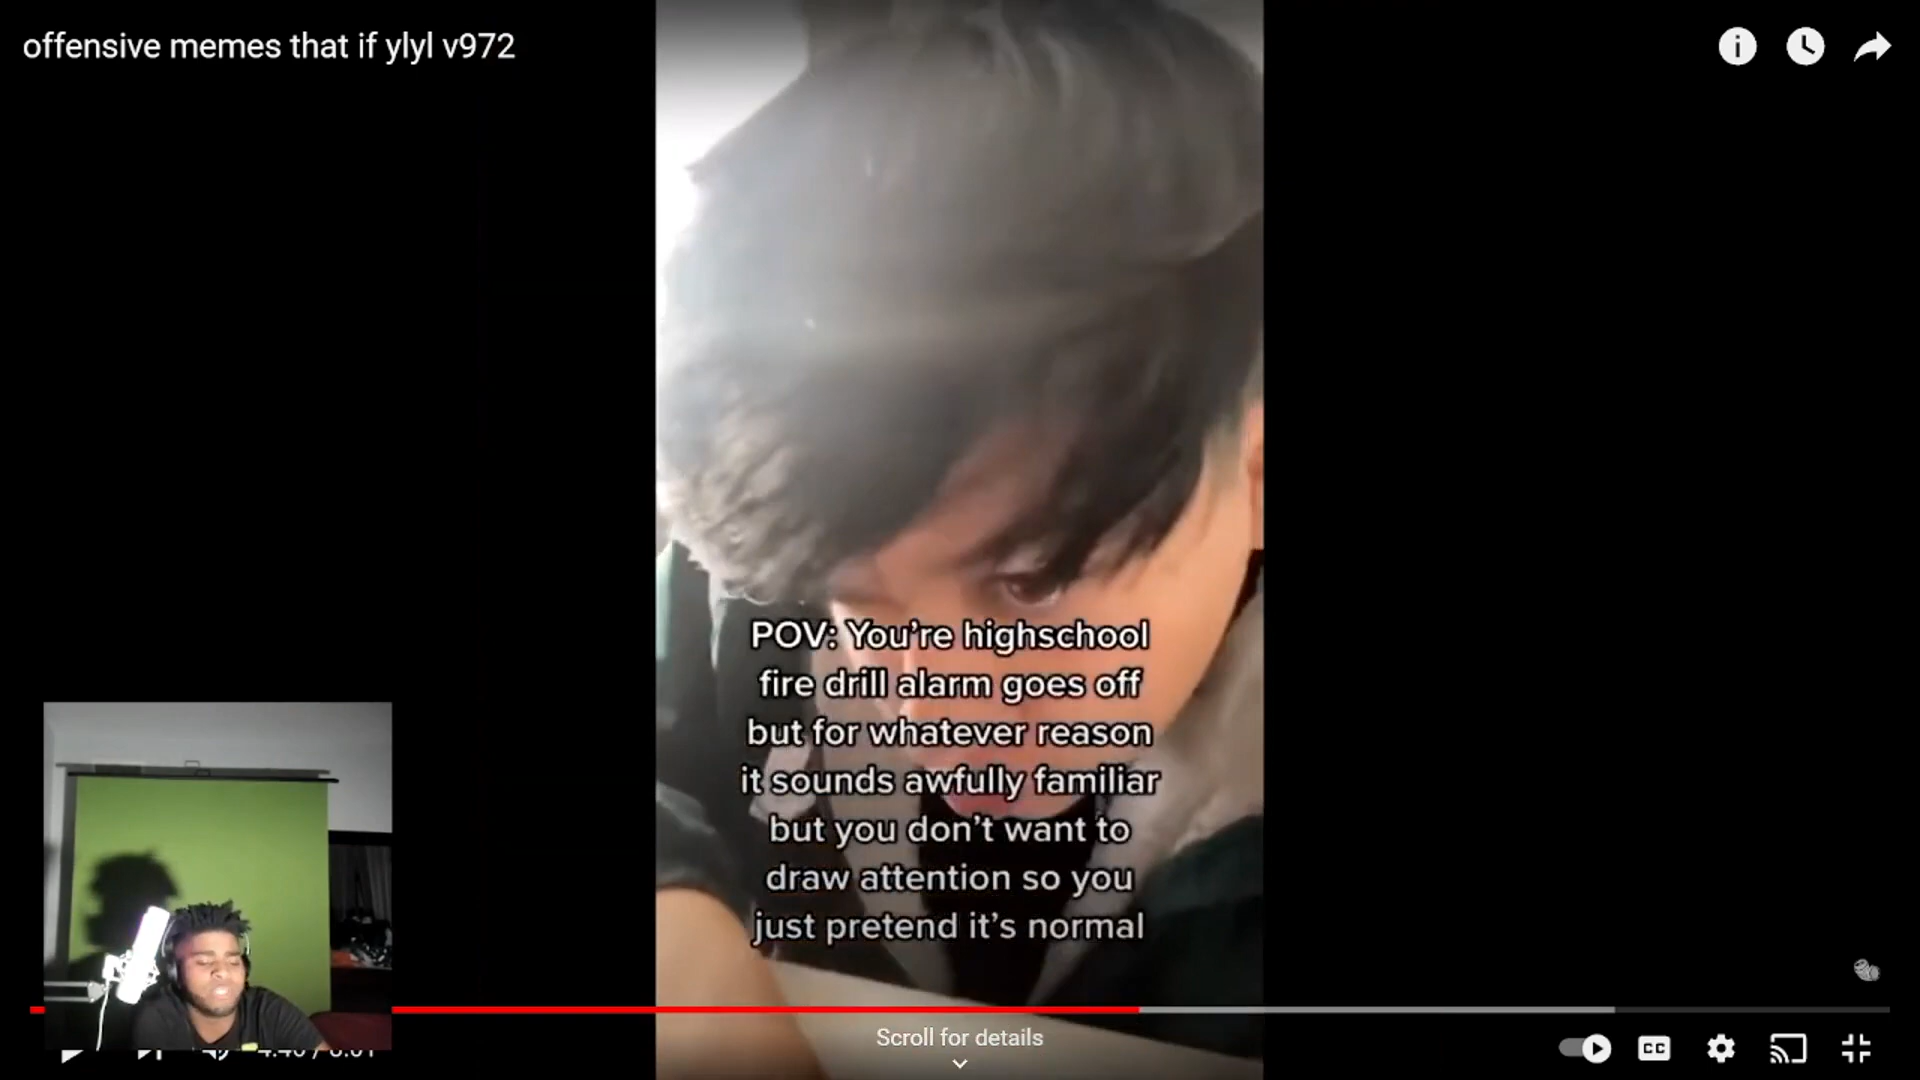 offensive memes that if ylyl v972
POV: You're highschool
fire drill alarm goes off
but for whatever reason
it sounds awfully familiar
but you don't want to
draw attention so you
just pretend it's normal
Scroll for details
CC